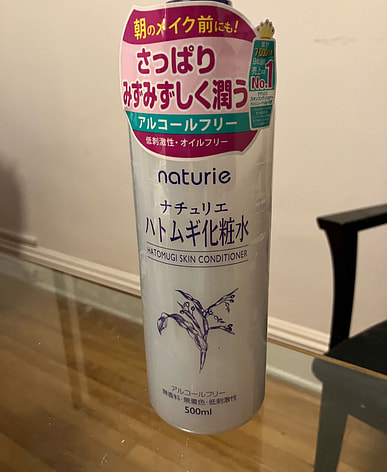 朝のメイク前にも!
さっぱり
みずみずしく潤う
アルコールフリー
低刺激性・オイルフリー
No.1
naturie
ナチュリエ
ハトムギ化粧水
HATOMUGI SKIN CONDITIONER
アルコールフリー
無香料・無着色・低刺激性
500ml